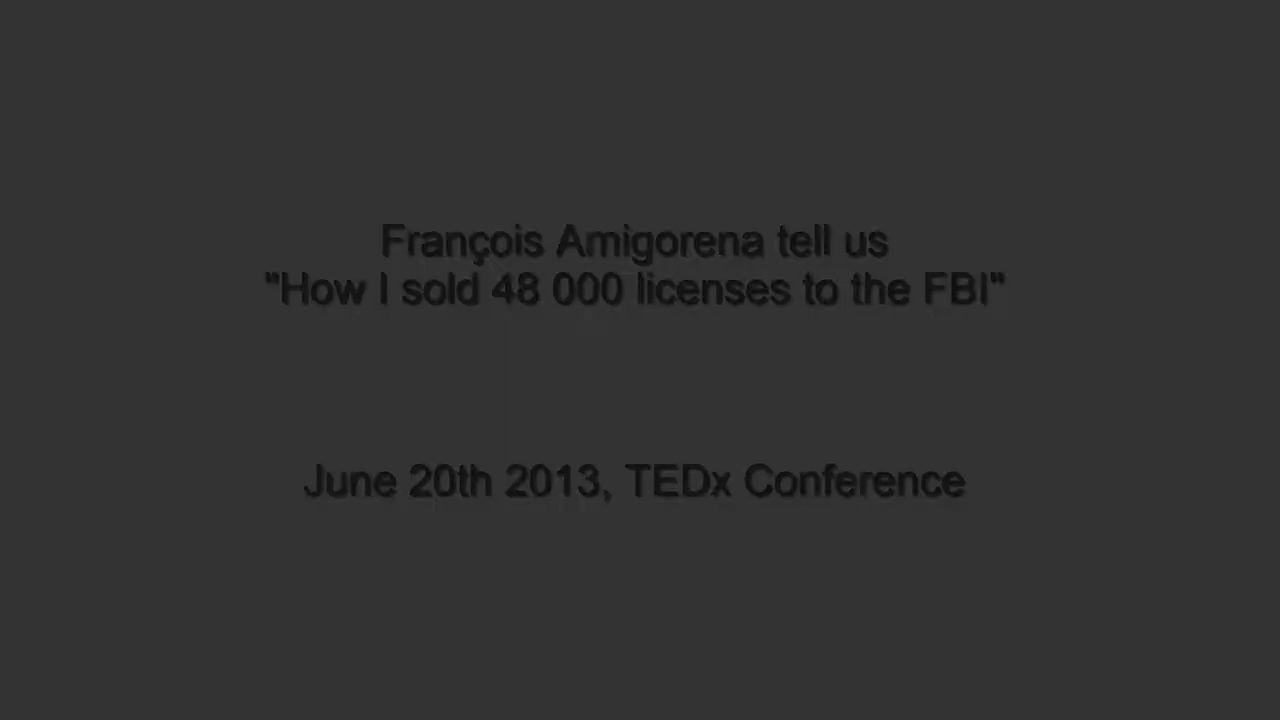 François Amigorena tell us
"How I sold 48 000 licenses to the FBI"
June 20th 2013, TEDx Conference